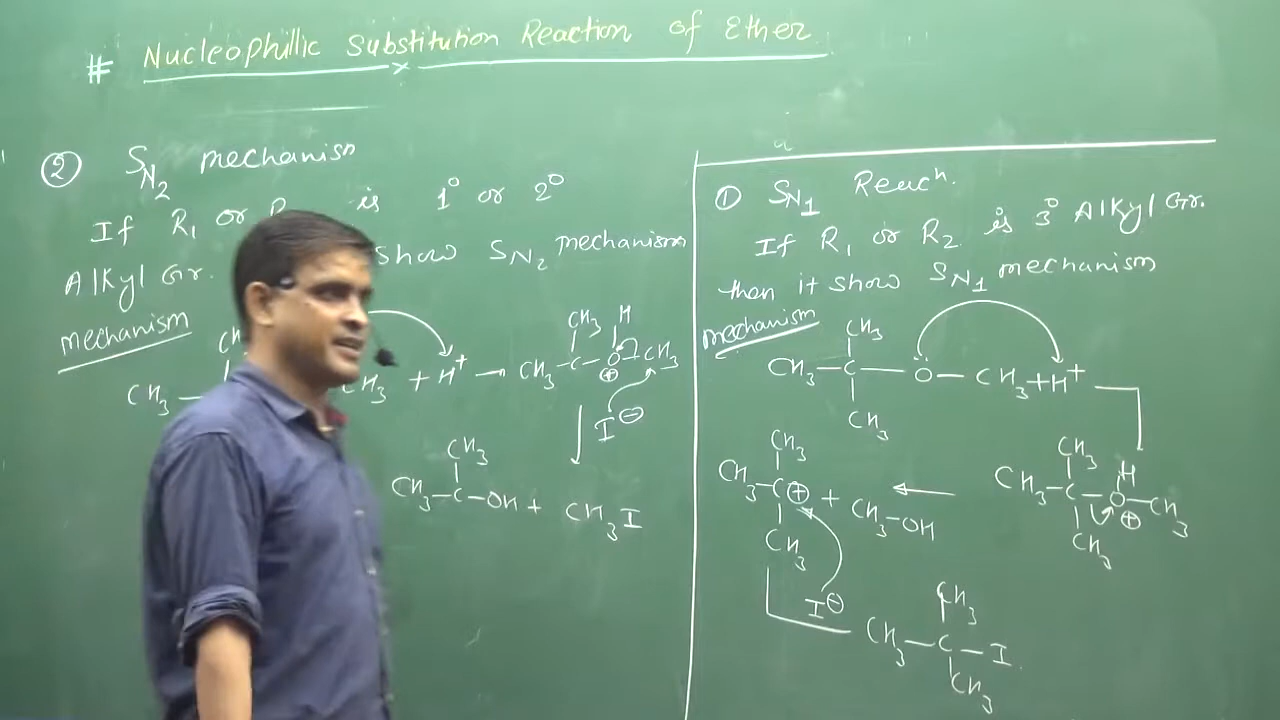 # Nucleophillic Substitution Reaction of Ether
② SN2 mechanism
If R1 or is 1° or 2°
Alkyl Gr. show SN2 mechanism
mechanism
CH3 CH3 H
CH3 CH3 + H+ → CH3-C-O-CH3
⊕
I⊖
CH3
CH3-C-OH + CH3I
① SN1 Reacn.
If R1 or R2 is 3° Alkyl Gr.
then it show SN1 mechanism
mechanism
CH3
CH3-C-O-CH3+H+
CH3
CH3 H
CH3-C-O-CH3
⊕
CH3
CH3
CH3-C⊕ + CH3-OH
CH3
I⊖
CH3
CH3-C-I
CH3